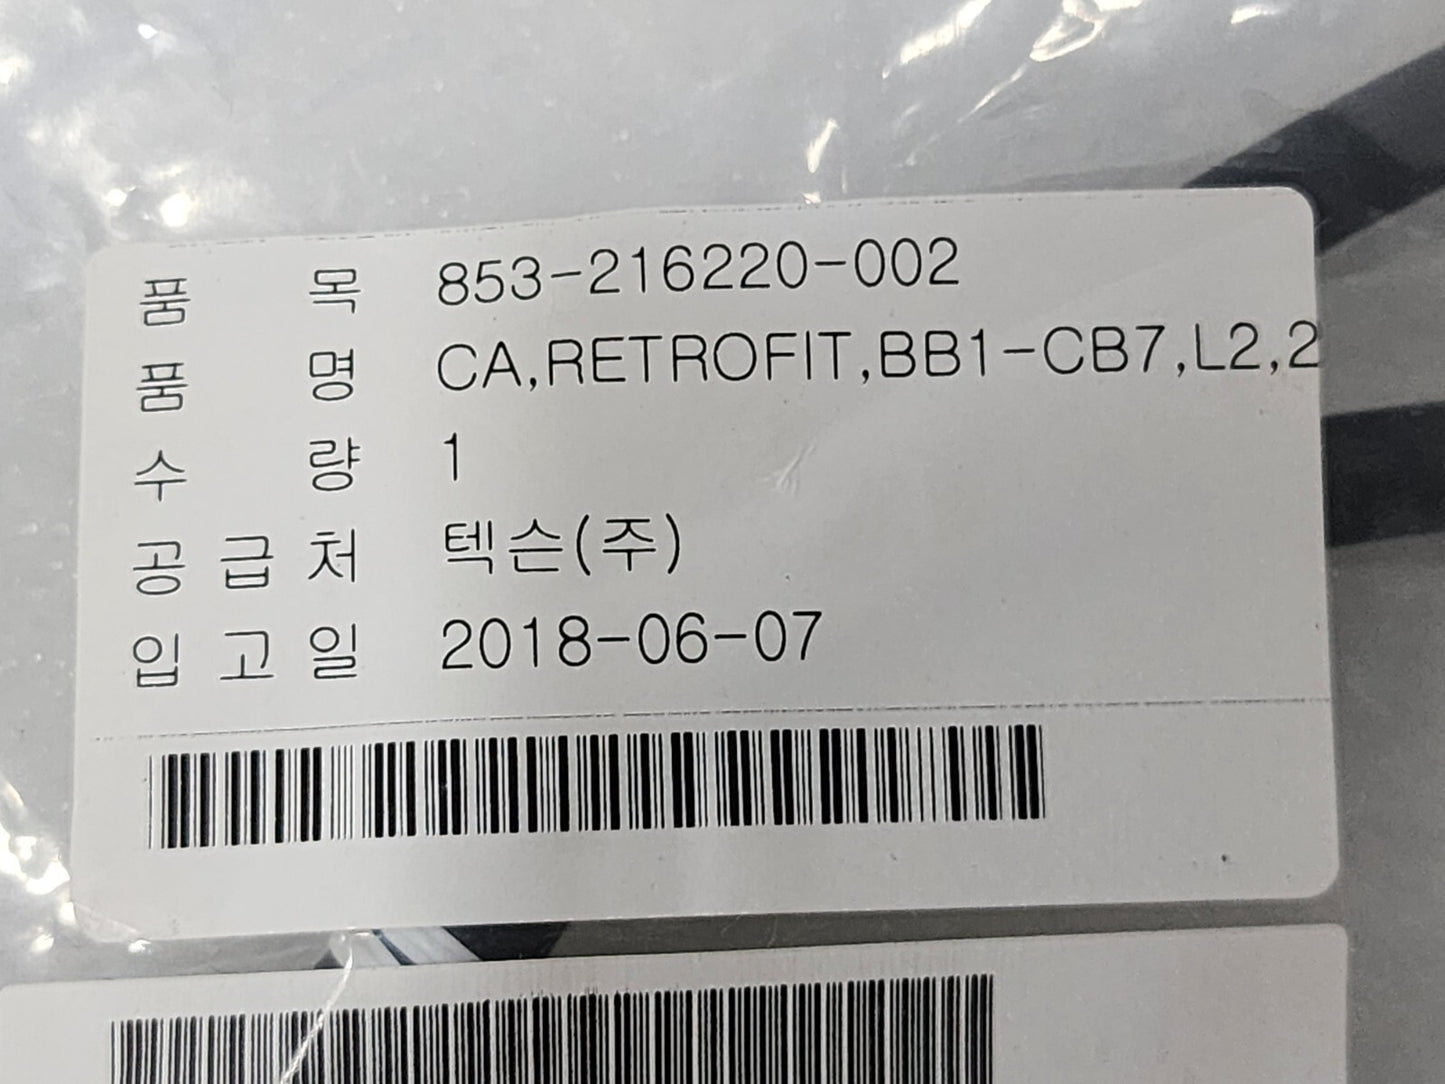 품 목 853-216220-002
품 명 CA,RETROFIT,BB1-CB7,L2,2
수 량 1
공 급 처 텍슨(주)
입 고 일 2018-06-07